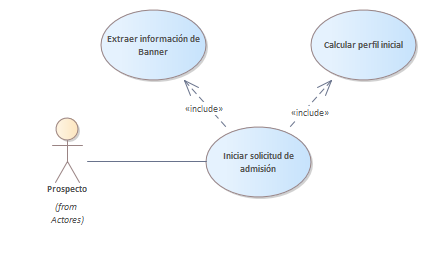 Extraer información de
Banner
Calcular perfil inicial
«include»
«include»
Iniciar solicitud de
admisión
Prospecto
(from
Actores)